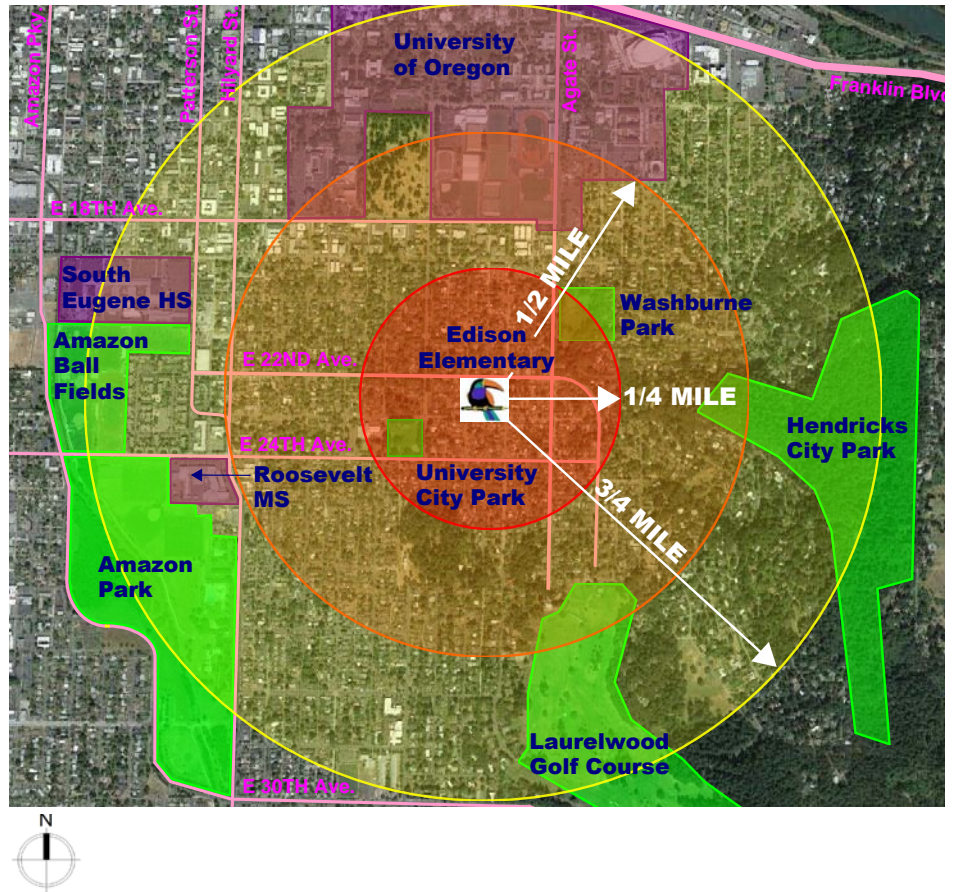 Amazon Pky.
Patterson St.
Hilyard St.
University
of Oregon
Agate St.
Franklin Blvd
E 18TH Ave.
South
Eugene HS
1/2 MILE
Washburne
Park
Amazon
Ball
Fields
Edison
Elementary
E 22ND Ave.
1/4 MILE
Hendricks
City Park
E 24TH Ave.
Roosevelt
MS
University
City Park
3/4 MILE
Amazon
Park
Laurelwood
Golf Course
E 30TH Ave.
N